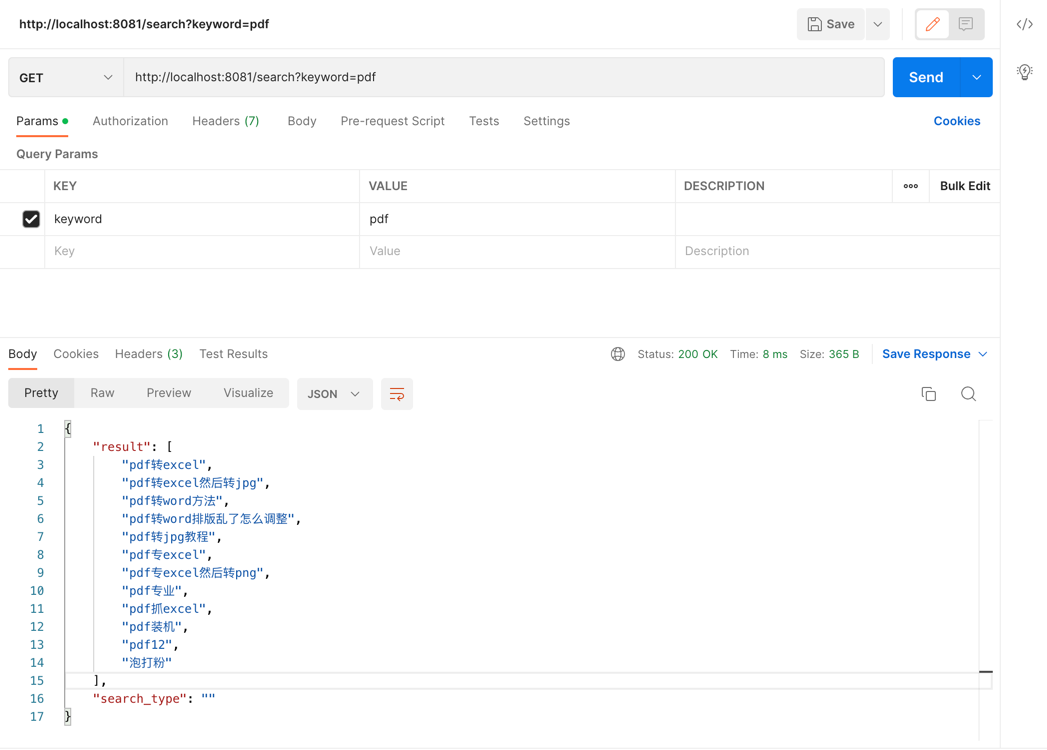 http://localhost:8081/search?keyword=pdf Save
GET http://localhost:8081/search?keyword=pdf Send
Params Authorization Headers (7) Body Pre-request Script Tests Settings Cookies
Query Params
KEY VALUE DESCRIPTION ••• Bulk Edit
keyword pdf
Key Value Description
Body Cookies Headers (3) Test Results Status: 200 OK Time: 8 ms Size: 365 B Save Response
Pretty Raw Preview Visualize JSON
1 {
2 "result": [
3 "pdf转excel",
4 "pdf转excel然后转jpg",
5 "pdf转word方法",
6 "pdf转word排版乱了怎么调整",
7 "pdf转jpg教程",
8 "pdf专excel",
9 "pdf专excel然后转png",
10 "pdf专业",
11 "pdf抓excel",
12 "pdf装机",
13 "pdf12",
14 "泡打粉"
15 ],
16 "search_type": ""
17 }